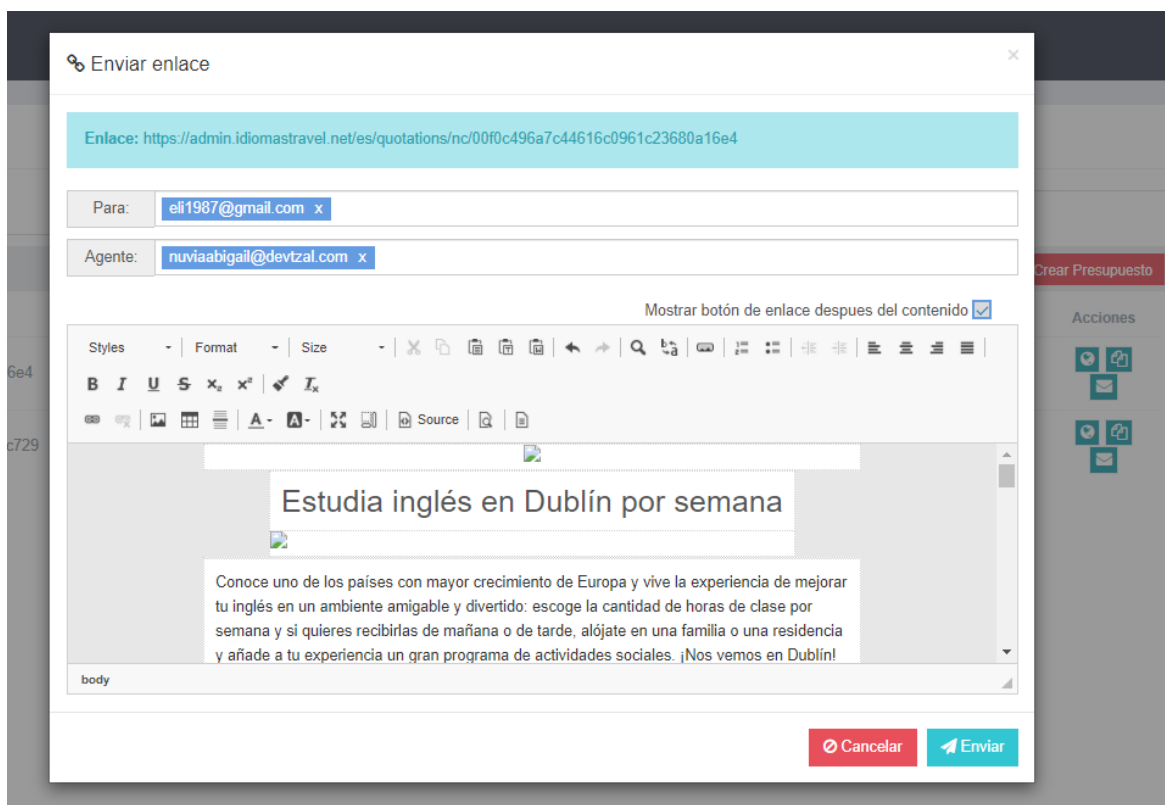 Enviar enlace
×
Enlace: https://admin.idiomastravel.net/es/quotations/nc/00f0c496a7c44616c0961c23680a16e4
Para: eli1987@gmail.com x
Agente: nuviaabigail@devtzal.com x
Crear Presupuesto
Mostrar botón de enlace despues del contenido
Acciones
Styles Format Size
6e4
B I U S x₂ x² Tx
A A Source
c729
Estudia inglés en Dublín por semana
Conoce uno de los países con mayor crecimiento de Europa y vive la experiencia de mejorar
tu inglés en un ambiente amigable y divertido: escoge la cantidad de horas de clase por
semana y si quieres recibirlas de mañana o de tarde, alójate en una familia o una residencia
y añade a tu experiencia un gran programa de actividades sociales. ¡Nos vemos en Dublín!
body
Cancelar
Enviar